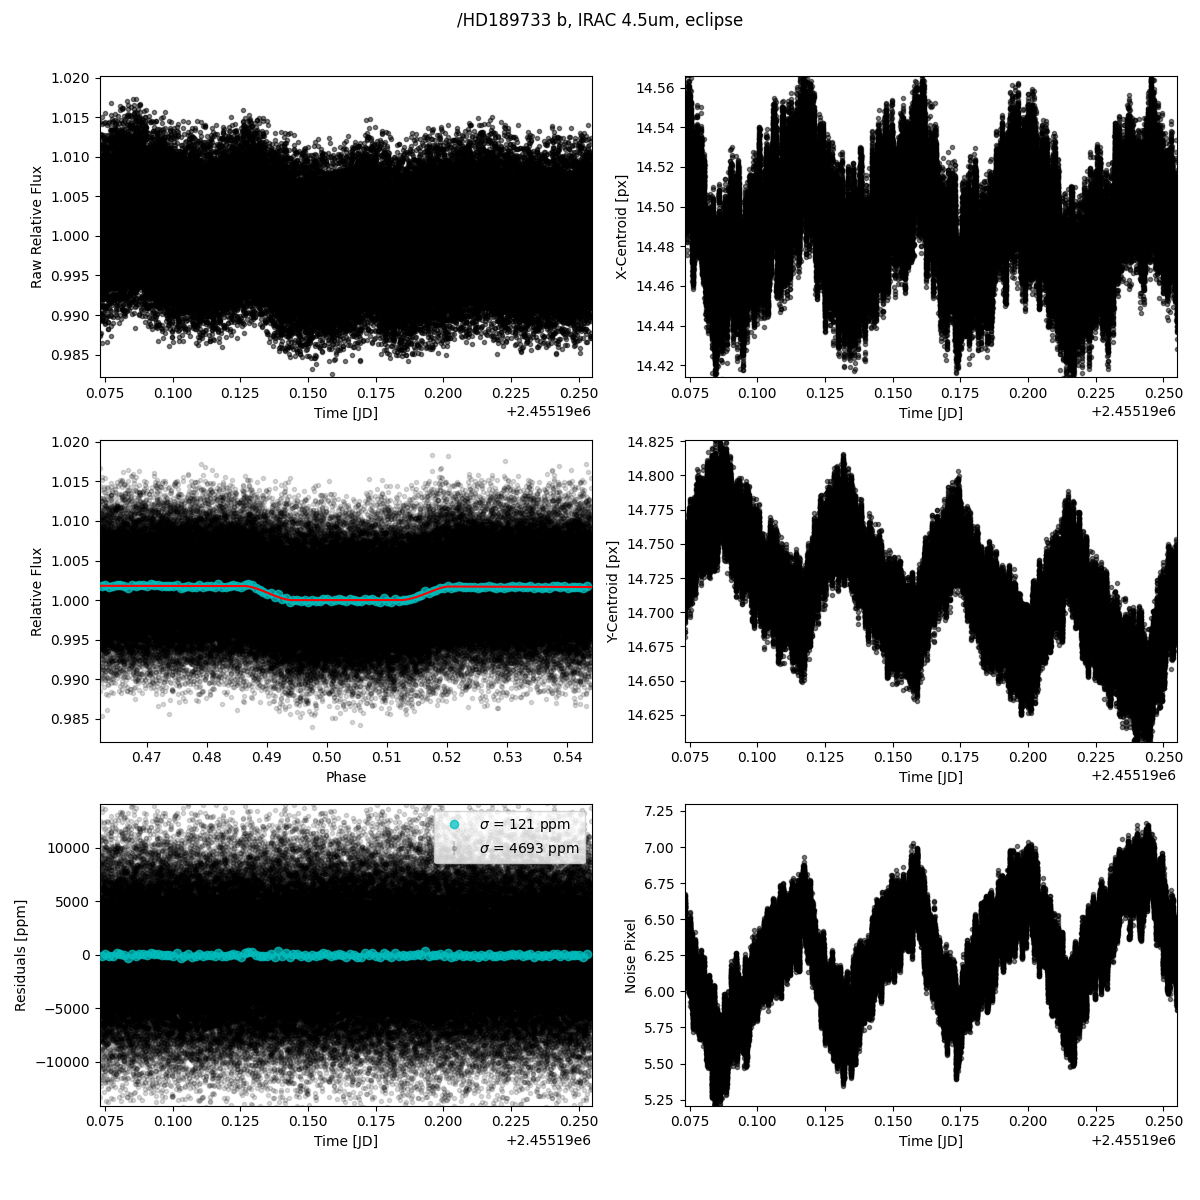 /HD189733 b, IRAC 4.5um, eclipse
1.020
1.015
1.010
1.005
1.000
0.995
0.990
0.985
Raw Relative Flux
0.075 0.100 0.125 0.150 0.175 0.200 0.225 0.250
Time [JD]
+2.45519e6
14.56
14.54
14.52
14.50
14.48
14.46
14.44
14.42
X-Centroid [px]
0.075 0.100 0.125 0.150 0.175 0.200 0.225 0.250
Time [JD]
+2.45519e6
1.020
1.015
1.010
1.005
1.000
0.995
0.990
0.985
Relative Flux
0.47 0.48 0.49 0.50 0.51 0.52 0.53 0.54
Phase
14.825
14.800
14.775
14.750
14.725
14.700
14.675
14.650
14.625
Y-Centroid [px]
0.075 0.100 0.125 0.150 0.175 0.200 0.225 0.250
Time [JD]
+2.45519e6
10000
5000
0
−5000
−10000
Residuals [ppm]
σ = 121 ppm
σ = 4693 ppm
0.075 0.100 0.125 0.150 0.175 0.200 0.225 0.250
Time [JD]
+2.45519e6
7.25
7.00
6.75
6.50
6.25
6.00
5.75
5.50
5.25
Noise Pixel
0.075 0.100 0.125 0.150 0.175 0.200 0.225 0.250
Time [JD]
+2.45519e6